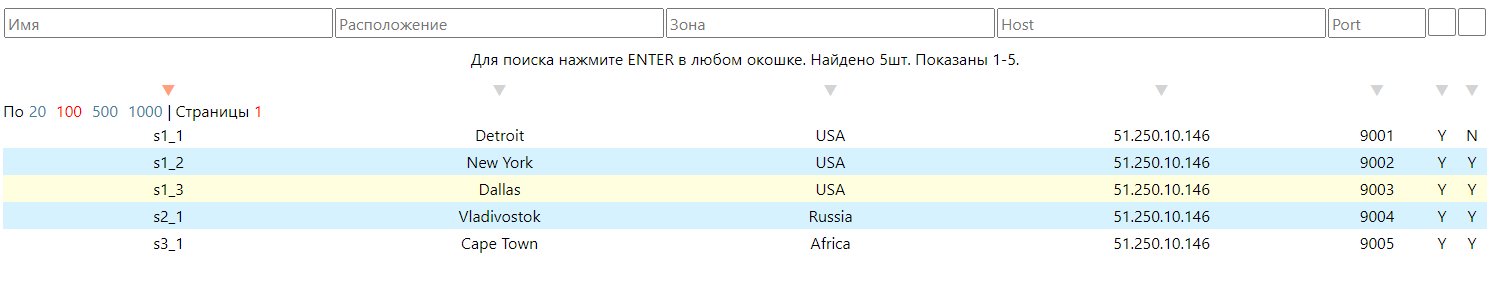 Имя Расположение Зона Host Port
Для поиска нажмите ENTER в любом окошке. Найдено 5шт. Показаны 1-5.
По 20 100 500 1000 | Страницы 1
s1_1 Detroit USA 51.250.10.146 9001 Y N
s1_2 New York USA 51.250.10.146 9002 Y Y
s1_3 Dallas USA 51.250.10.146 9003 Y Y
s2_1 Vladivostok Russia 51.250.10.146 9004 Y Y
s3_1 Cape Town Africa 51.250.10.146 9005 Y Y